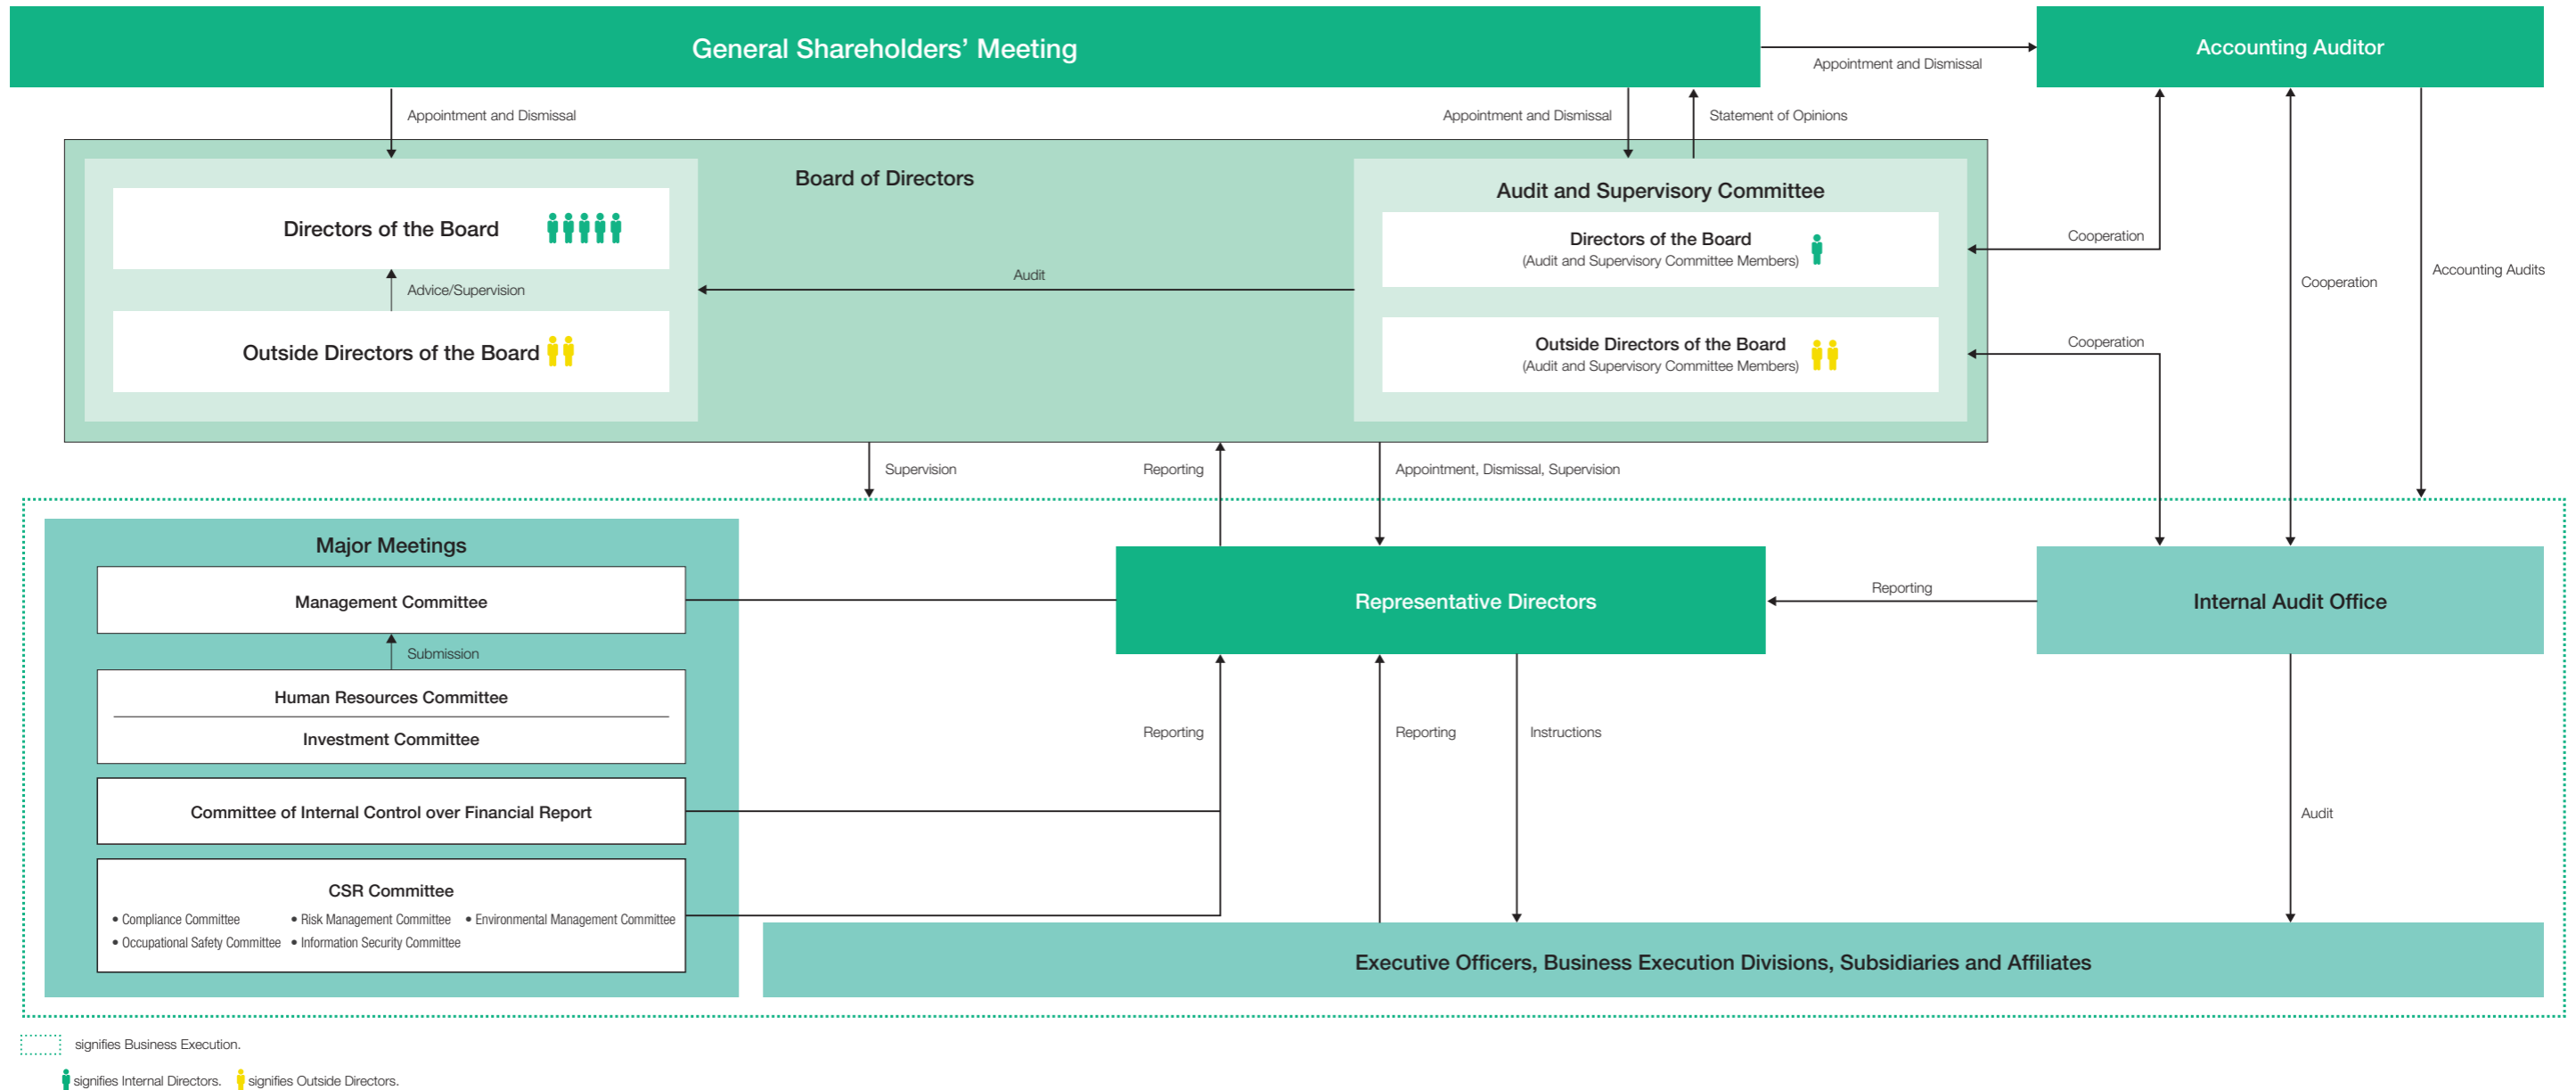 General Shareholders’ Meeting
Accounting Auditor
Appointment and Dismissal
Appointment and Dismissal
Appointment and Dismissal
Statement of Opinions
Board of Directors
Directors of the Board
Advice/Supervision
Outside Directors of the Board
Audit
Audit and Supervisory Committee
Directors of the Board
(Audit and Supervisory Committee Members)
Outside Directors of the Board
(Audit and Supervisory Committee Members)
Cooperation
Cooperation
Cooperation
Accounting Audits
Supervision
Reporting
Appointment, Dismissal, Supervision
Major Meetings
Management Committee
Submission
Human Resources Committee
Investment Committee
Committee of Internal Control over Financial Report
CSR Committee
• Compliance Committee • Risk Management Committee • Environmental Management Committee
• Occupational Safety Committee • Information Security Committee
Representative Directors
Reporting
Internal Audit Office
Reporting
Reporting
Instructions
Audit
Executive Officers, Business Execution Divisions, Subsidiaries and Affiliates
signifies Business Execution.
signifies Internal Directors. signifies Outside Directors.